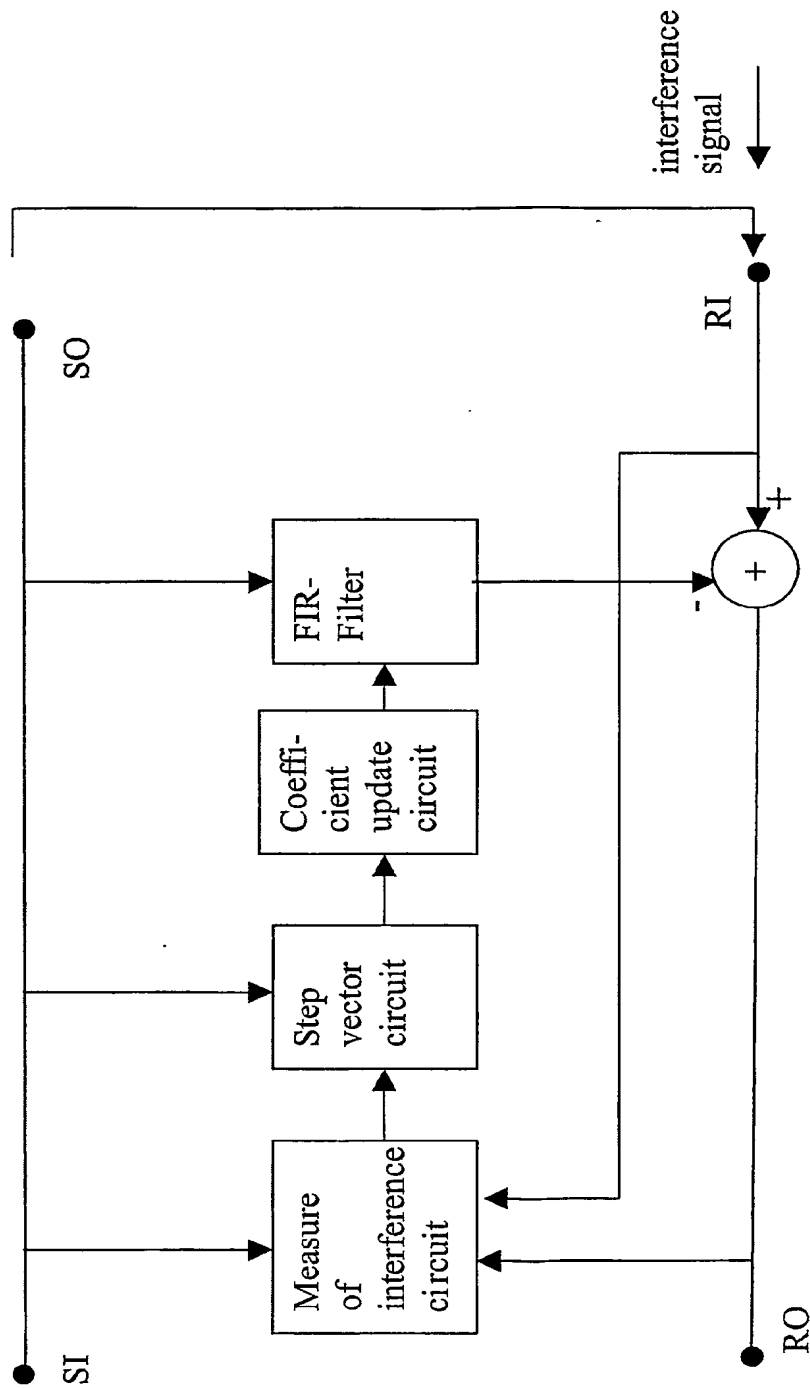 SI
SO
Measure
of
interference
circuit
Step
vector
circuit
Coeffi-
cient
update
circuit
FIR-
Filter
-
+
+
RO
RI
interference
signal